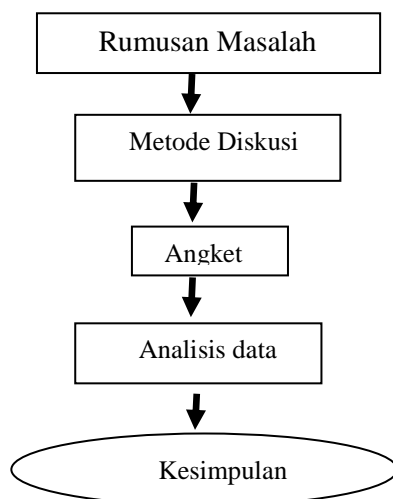 Rumusan Masalah
Metode Diskusi
Angket
Analisis data
Kesimpulan